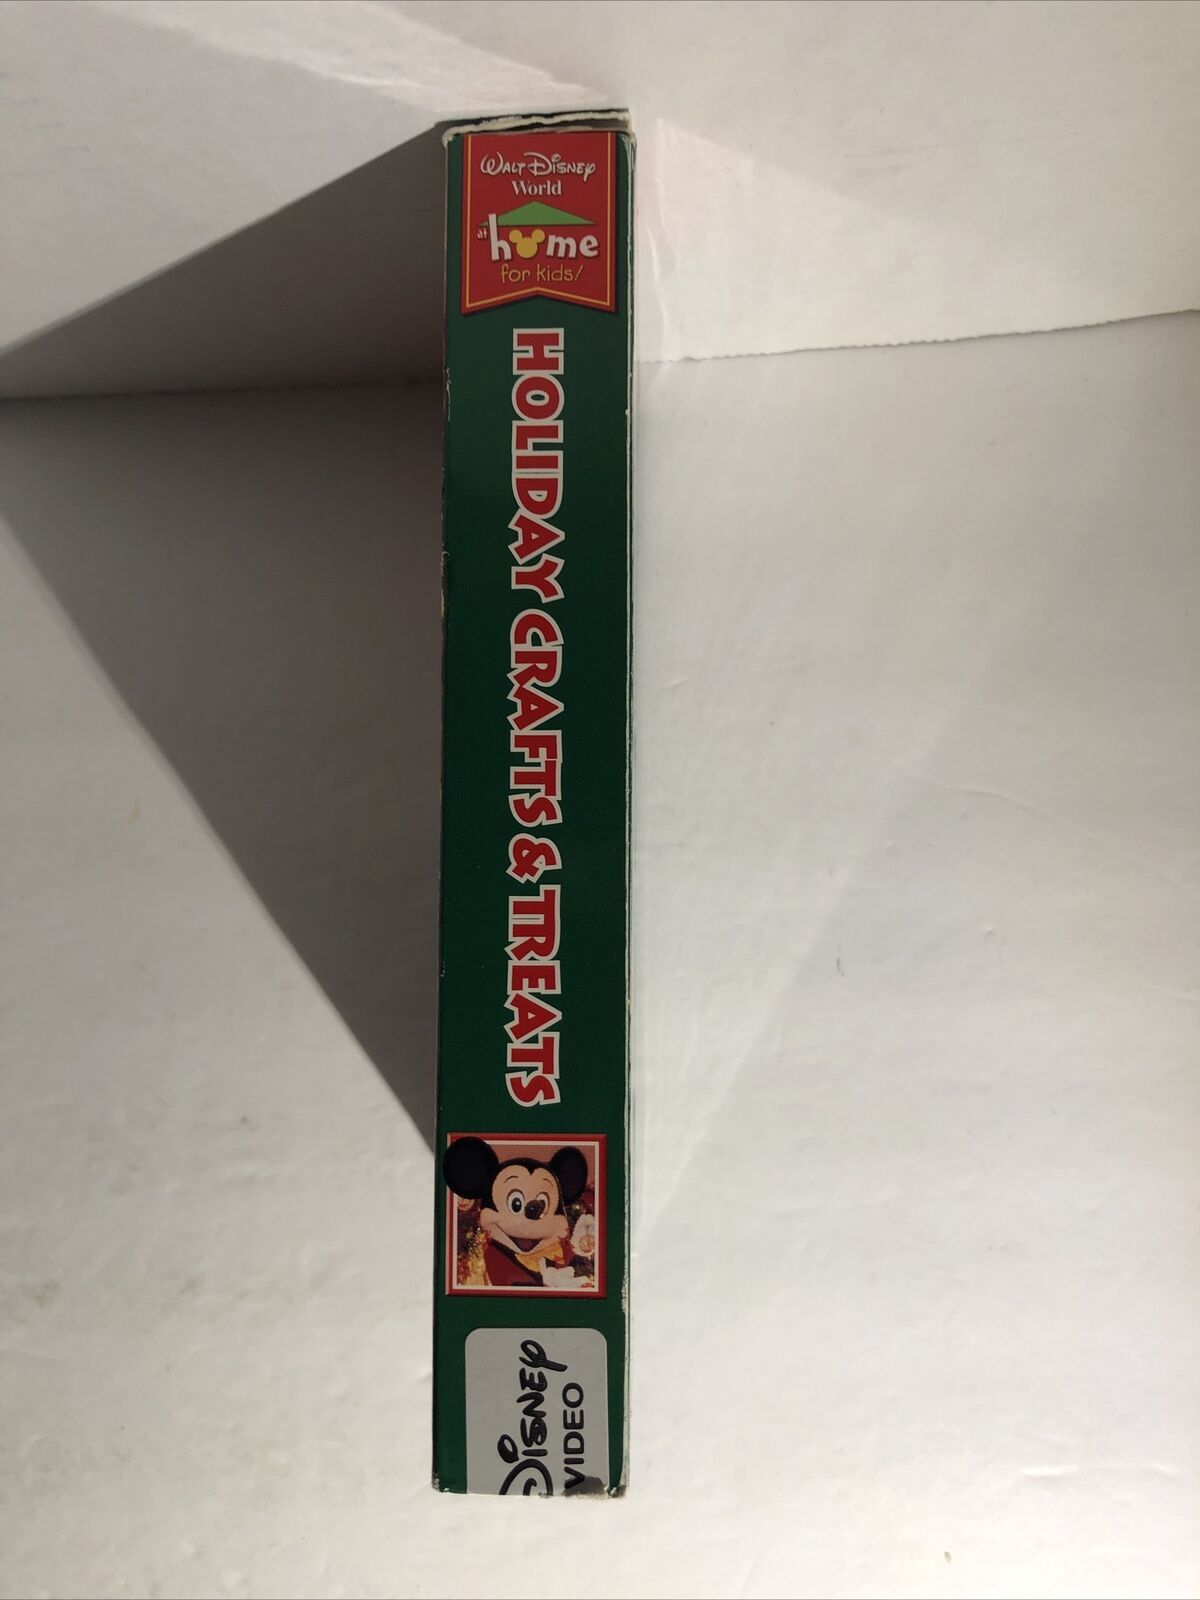 WALT DISNEY
World
at home
for kids!
HOLIDAY CRAFTS & TREATS
DISNEY
VIDEO